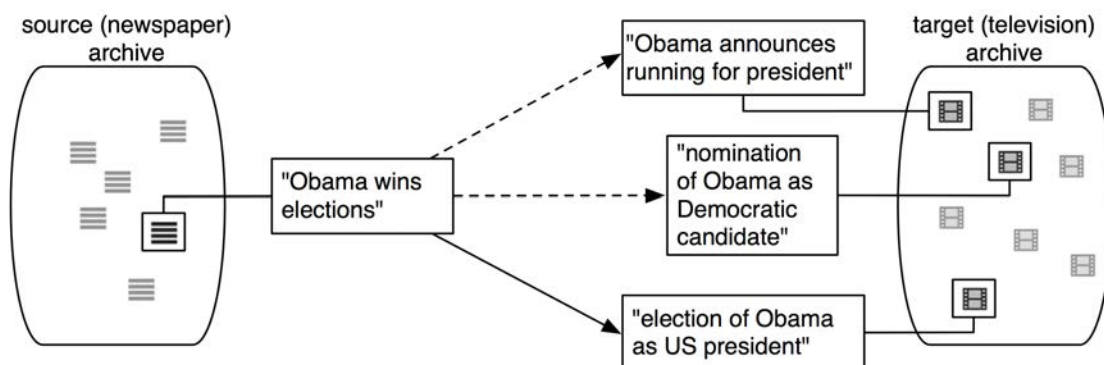 source (newspaper)
archive
"Obama wins
elections"
"Obama announces
running for president"
"nomination
of Obama as
Democratic
candidate"
"election of Obama
as US president"
target (television)
archive